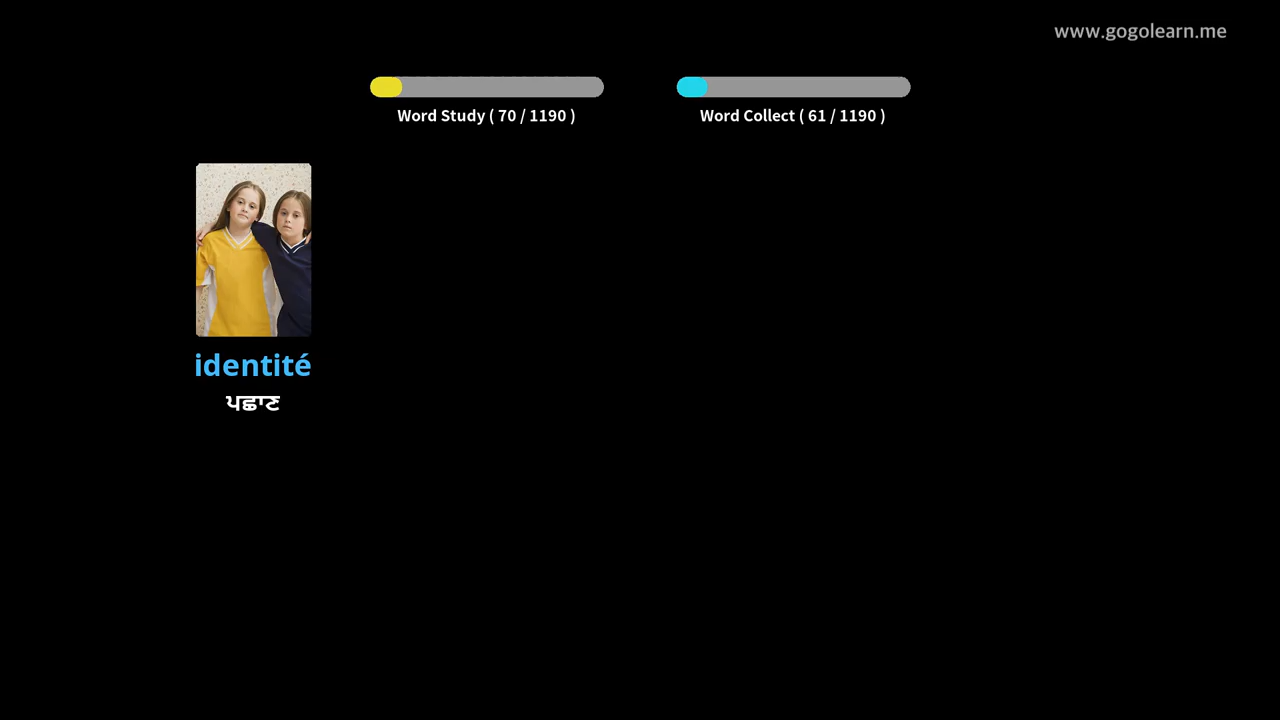 www.gogolearn.me
Word Study ( 70 / 1190 )
Word Collect ( 61 / 1190 )
identité
ਪਛਾਣ